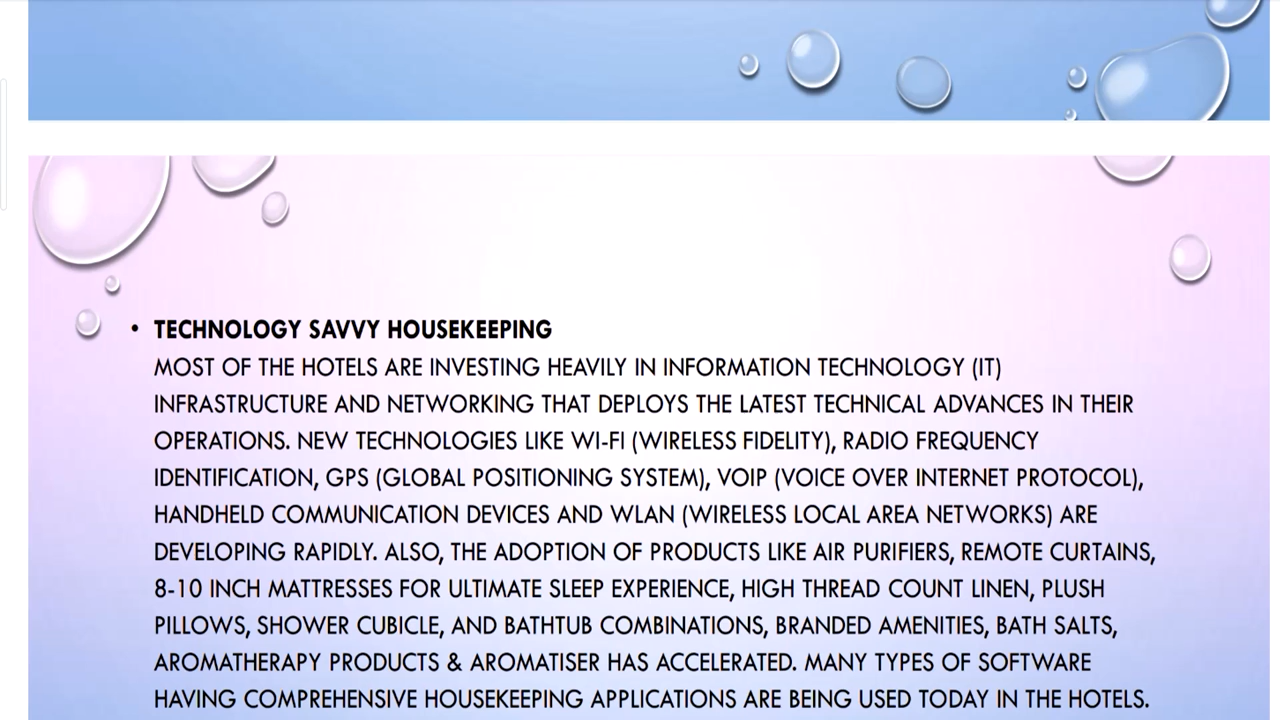 • TECHNOLOGY SAVVY HOUSEKEEPING
MOST OF THE HOTELS ARE INVESTING HEAVILY IN INFORMATION TECHNOLOGY (IT)
INFRASTRUCTURE AND NETWORKING THAT DEPLOYS THE LATEST TECHNICAL ADVANCES IN THEIR
OPERATIONS. NEW TECHNOLOGIES LIKE WI-FI (WIRELESS FIDELITY), RADIO FREQUENCY
IDENTIFICATION, GPS (GLOBAL POSITIONING SYSTEM), VOIP (VOICE OVER INTERNET PROTOCOL),
HANDHELD COMMUNICATION DEVICES AND WLAN (WIRELESS LOCAL AREA NETWORKS) ARE
DEVELOPING RAPIDLY. ALSO, THE ADOPTION OF PRODUCTS LIKE AIR PURIFIERS, REMOTE CURTAINS,
8-10 INCH MATTRESSES FOR ULTIMATE SLEEP EXPERIENCE, HIGH THREAD COUNT LINEN, PLUSH
PILLOWS, SHOWER CUBICLE, AND BATHTUB COMBINATIONS, BRANDED AMENITIES, BATH SALTS,
AROMATHERAPY PRODUCTS & AROMATISER HAS ACCELERATED. MANY TYPES OF SOFTWARE
HAVING COMPREHENSIVE HOUSEKEEPING APPLICATIONS ARE BEING USED TODAY IN THE HOTELS.